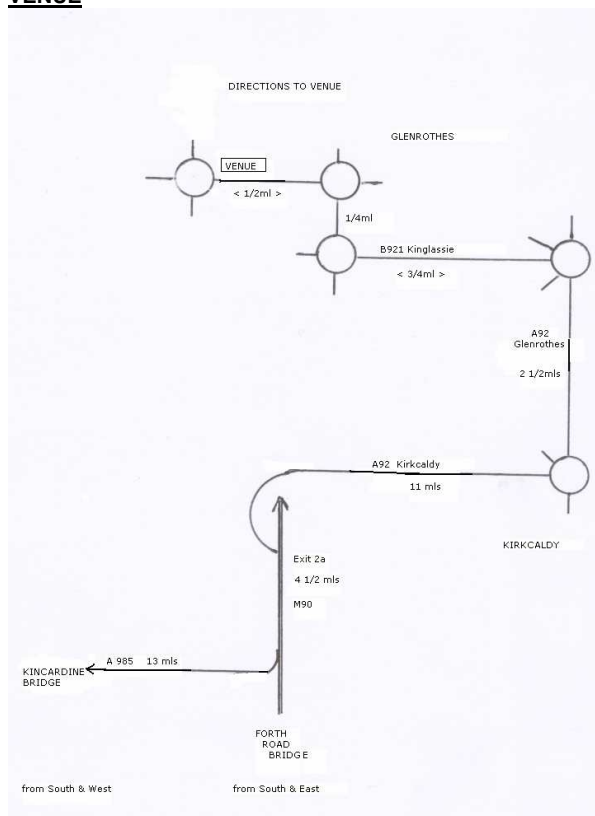 VENUE
DIRECTIONS TO VENUE
GLENROTHES
VENUE
< 1/2ml >
1/4ml
B921 Kinglassie
< 3/4ml >
A92
Glenrothes
2 1/2mls
A92 Kirkcaldy
11 mls
KIRKCALDY
Exit 2a
4 1/2 mls
M90
A 985 13 mls
KINCARDINE
BRIDGE
FORTH
ROAD
BRIDGE
from South & West
from South & East